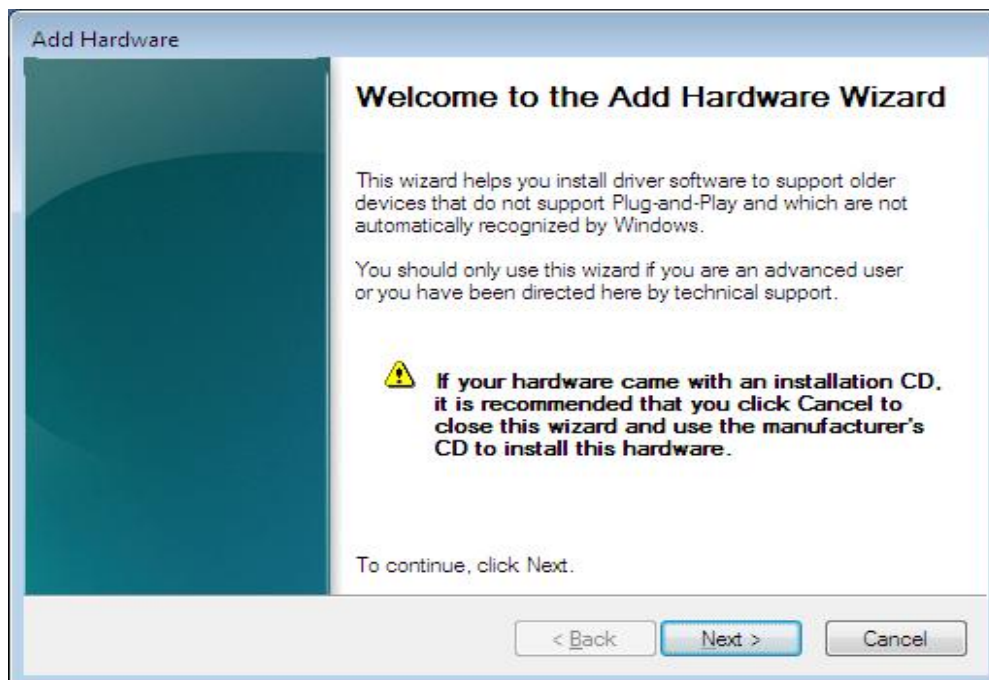 Add Hardware
Welcome to the Add Hardware Wizard
This wizard helps you install driver software to support older
devices that do not support Plug-and-Play and which are not
automatically recognized by Windows.
You should only use this wizard if you are an advanced user
or you have been directed here by technical support.
If your hardware came with an installation CD,
it is recommended that you click Cancel to
close this wizard and use the manufacturer's
CD to install this hardware.
To continue, click Next.
< Back Next > Cancel